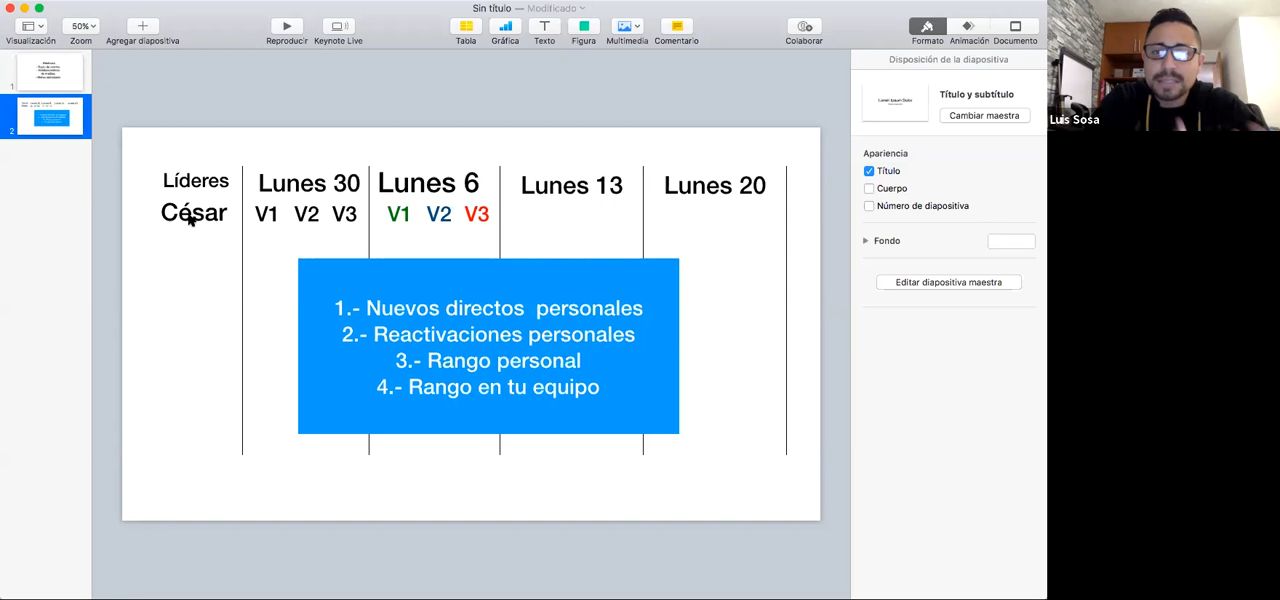 Sin título — Modificado
50%
Visualización Zoom Agregar diapositiva Reproducir Keynote Live Tabla Gráfica Texto Figura Multimedia Comentario Colaborar Formato Animación Documento
Disposición de la diapositiva
Título y subtítulo
Cambiar maestra
Apariencia
Título
Cuerpo
Número de diapositiva
Fondo
Editar diapositiva maestra
1
2
Líderes Lunes 30 Lunes 6 Lunes 13 Lunes 20
César V1 V2 V3 V1 V2 V3
1.- Nuevos directos personales
2.- Reactivaciones personales
3.- Rango personal
4.- Rango en tu equipo
Luis Sosa